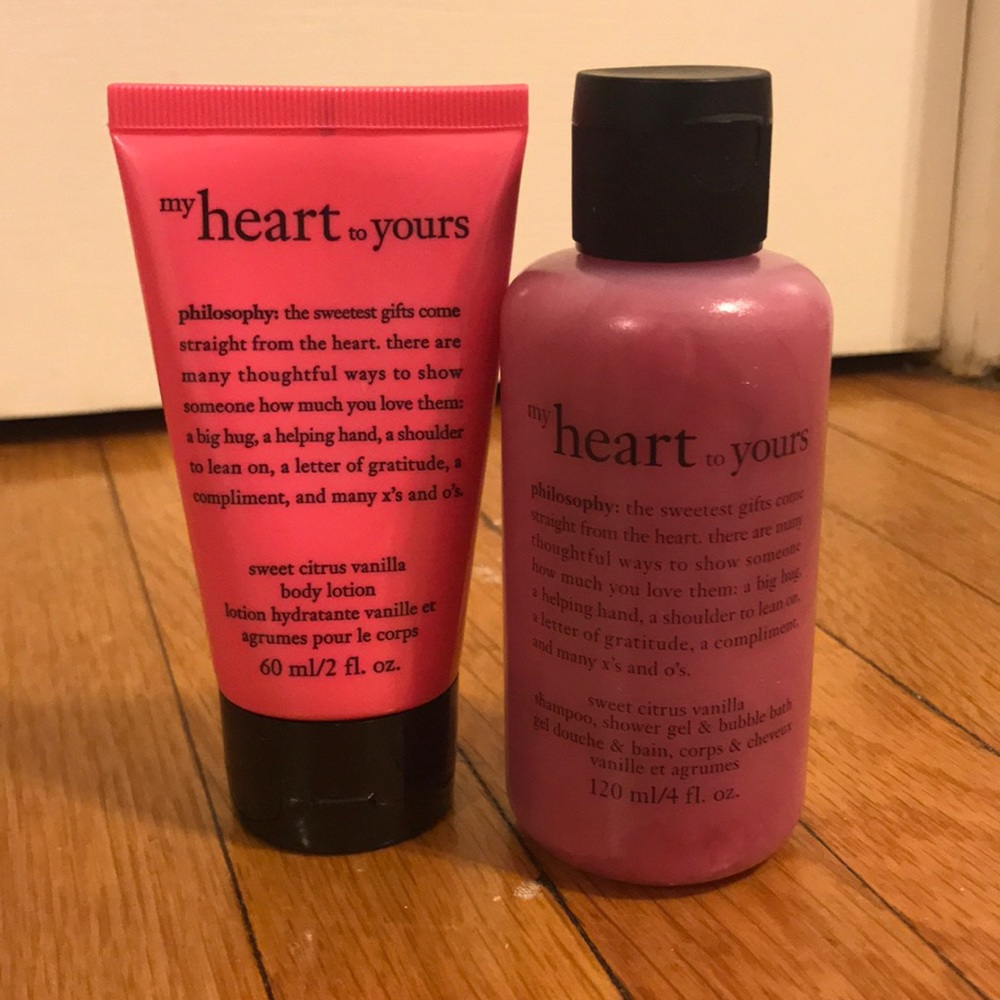 my heart to yours
philosophy: the sweetest gifts come
straight from the heart. there are
many thoughtful ways to show
someone how much you love them:
a big hug, a helping hand, a shoulder
to lean on, a letter of gratitude, a
compliment, and many x's and o's.
sweet citrus vanilla
body lotion
lotion hydratante vanille et
agrumes pour le corps
60 ml/2 fl. oz.
my heart to yours
philosophy: the sweetest gifts come
straight from the heart. there are many
thoughtful ways to show someone
how much you love them: a big hug,
a helping hand, a shoulder to lean on,
a letter of gratitude, a compliment,
and many x's and o's.
sweet citrus vanilla
shampoo, shower gel & bubble bath
gel douche & bain, corps & cheveux
vanille et agrumes
120 ml/4 fl. oz.